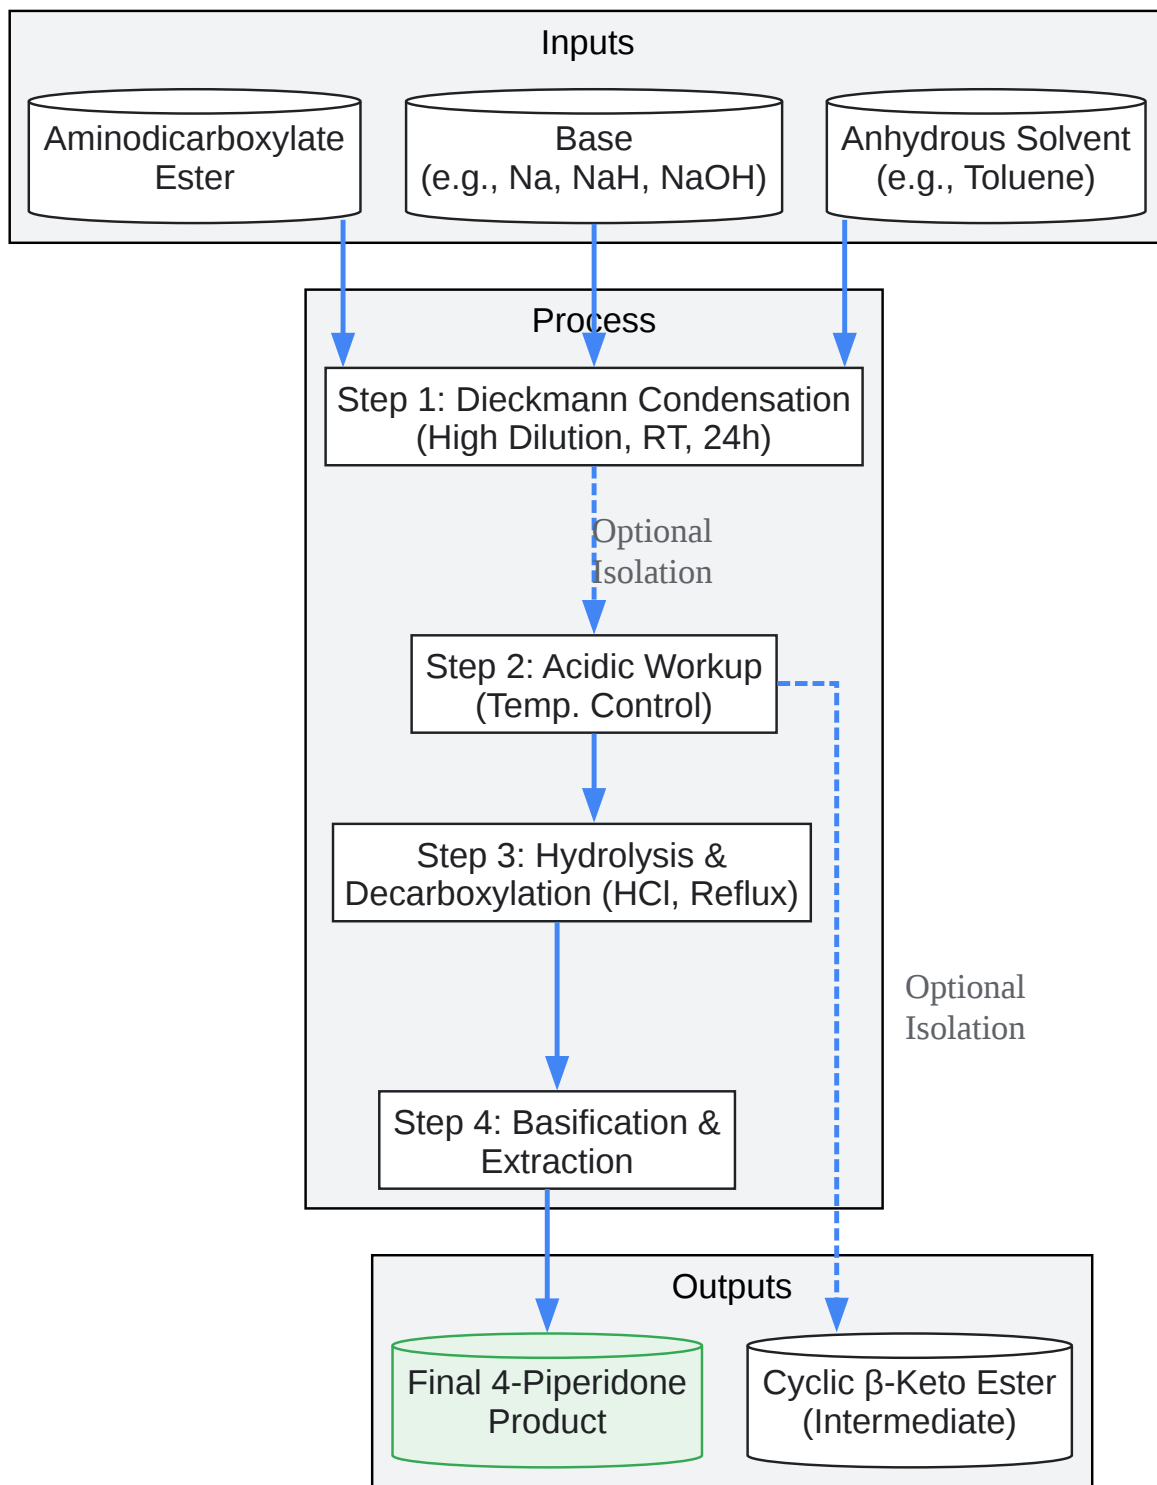 Inputs
Aminodicarboxylate
Ester
Base
(e.g., Na, NaH, NaOH)
Anhydrous Solvent
(e.g., Toluene)
Process
Step 1: Dieckmann Condensation
(High Dilution, RT, 24h)
Optional
Isolation
Step 2: Acidic Workup
(Temp. Control)
Step 3: Hydrolysis &
Decarboxylation (HCl, Reflux)
Optional
Isolation
Step 4: Basification &
Extraction
Outputs
Final 4-Piperidone
Product
Cyclic β-Keto Ester
(Intermediate)